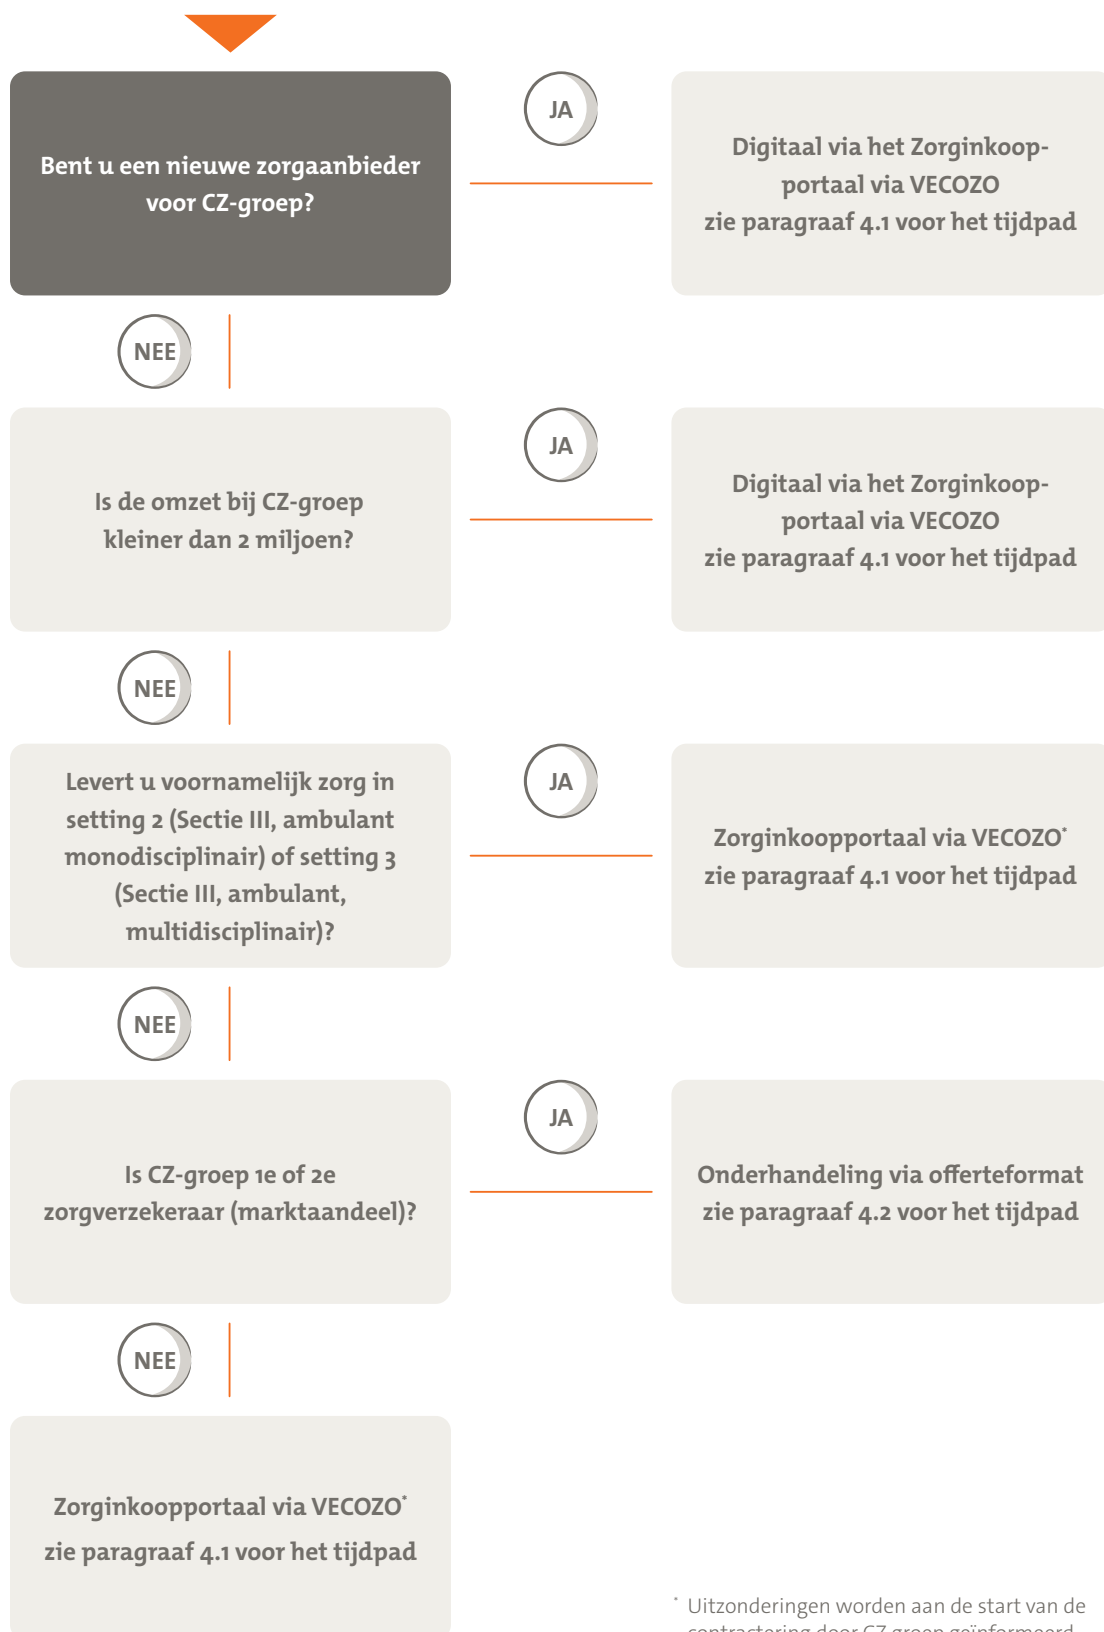 Bent u een nieuwe zorgaanbieder
voor CZ-groep?
JA
Digitaal via het Zorginkoop-
portaal via VECOZO
zie paragraaf 4.1 voor het tijdpad
NEE
Is de omzet bij CZ-groep
kleiner dan 2 miljoen?
JA
Digitaal via het Zorginkoop-
portaal via VECOZO
zie paragraaf 4.1 voor het tijdpad
NEE
Levert u voornamelijk zorg in
setting 2 (Sectie III, ambulant
monodisciplinair) of setting 3
(Sectie III, ambulant,
multidisciplinair)?
JA
Zorginkoopportaal via VECOZO*
zie paragraaf 4.1 voor het tijdpad
NEE
Is CZ-groep 1e of 2e
zorgverzekeraar (marktaandeel)?
JA
Onderhandeling via offerteformat
zie paragraaf 4.2 voor het tijdpad
NEE
Zorginkoopportaal via VECOZO*
zie paragraaf 4.1 voor het tijdpad
* Uitzonderingen worden aan de start van de
contractering door CZ groep geïnformeerd